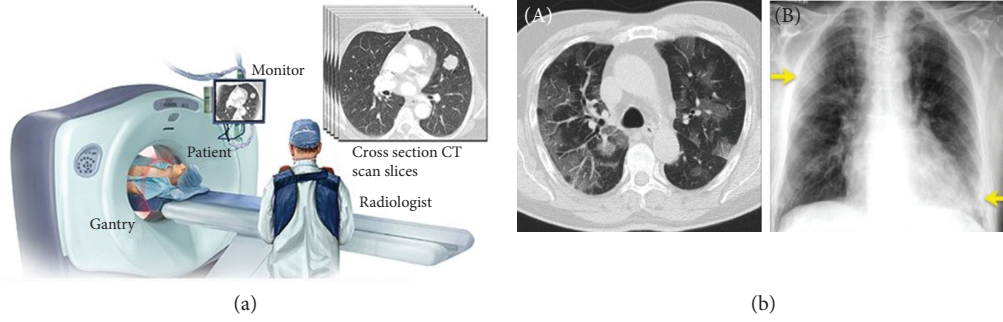 Monitor
Patient
Gantry
Cross section CT
scan slices
Radiologist
(A)
(B)
(a)
(b)